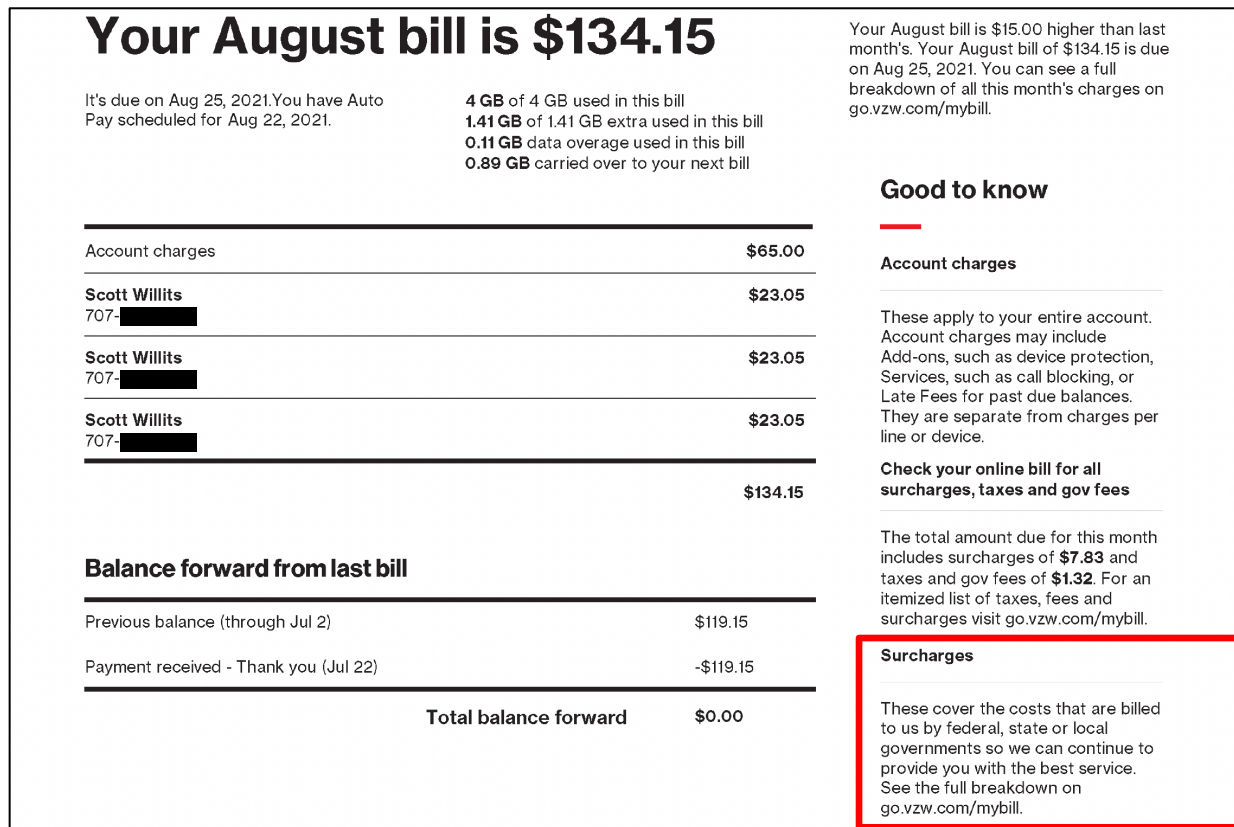 Your August bill is $134.15
It's due on Aug 25, 2021.You have Auto
Pay scheduled for Aug 22, 2021.
4 GB of 4 GB used in this bill
1.41 GB of 1.41 GB extra used in this bill
0.11 GB data overage used in this bill
0.89 GB carried over to your next bill
Account charges $65.00
Scott Willits $23.05
707-
Scott Willits $23.05
707-
Scott Willits $23.05
707-
$134.15
Balance forward from last bill
Previous balance (through Jul 2) $119.15
Payment received - Thank you (Jul 22) -$119.15
Total balance forward $0.00
Your August bill is $15.00 higher than last
month's. Your August bill of $134.15 is due
on Aug 25, 2021. You can see a full
breakdown of all this month's charges on
go.vzw.com/mybill.
Good to know
Account charges
These apply to your entire account.
Account charges may include
Add-ons, such as device protection,
Services, such as call blocking, or
Late Fees for past due balances.
They are separate from charges per
line or device.
Check your online bill for all
surcharges, taxes and gov fees
The total amount due for this month
includes surcharges of $7.83 and
taxes and gov fees of $1.32. For an
itemized list of taxes, fees and
surcharges visit go.vzw.com/mybill.
Surcharges
These cover the costs that are billed
to us by federal, state or local
governments so we can continue to
provide you with the best service.
See the full breakdown on
go.vzw.com/mybill.